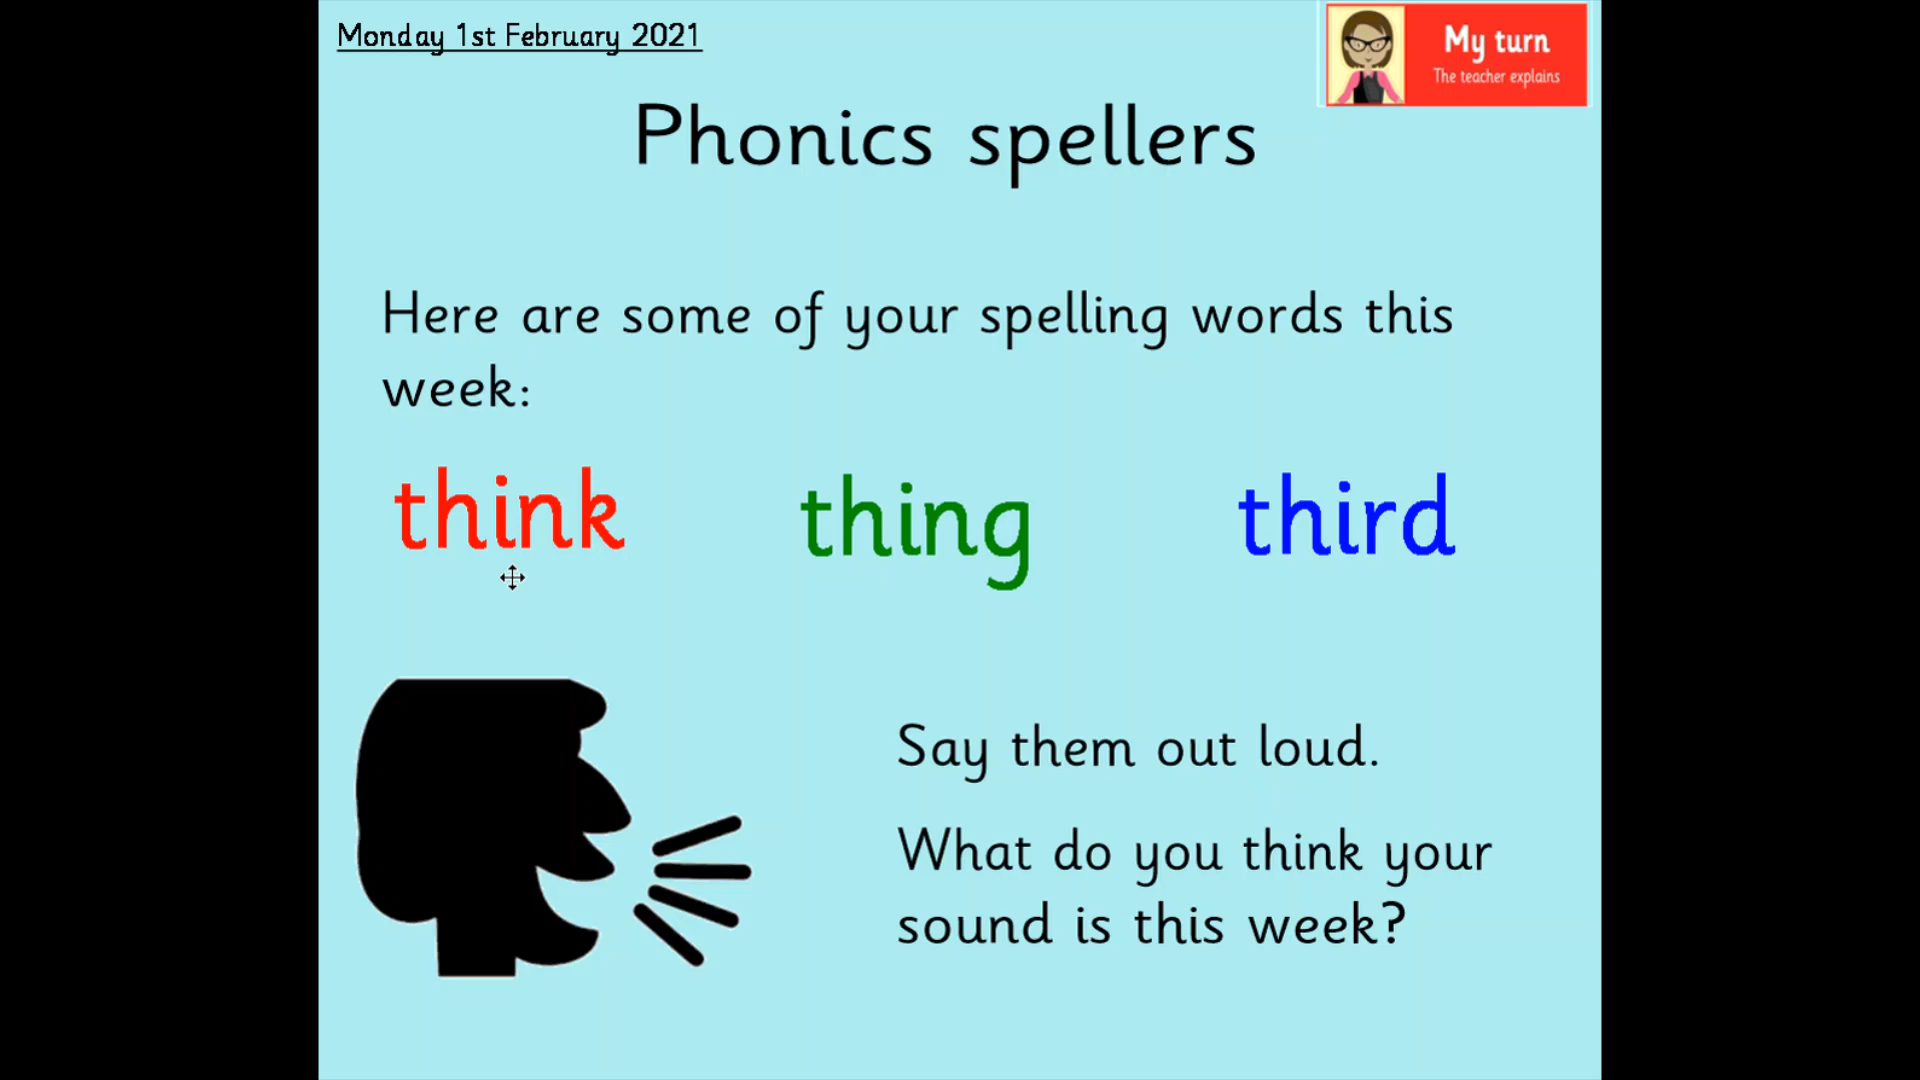 Monday 1st February 2021
My turn
The teacher explains
Phonics spellers
Here are some of your spelling words this
week:
think thing third
Say them out loud.
What do you think your
sound is this week?